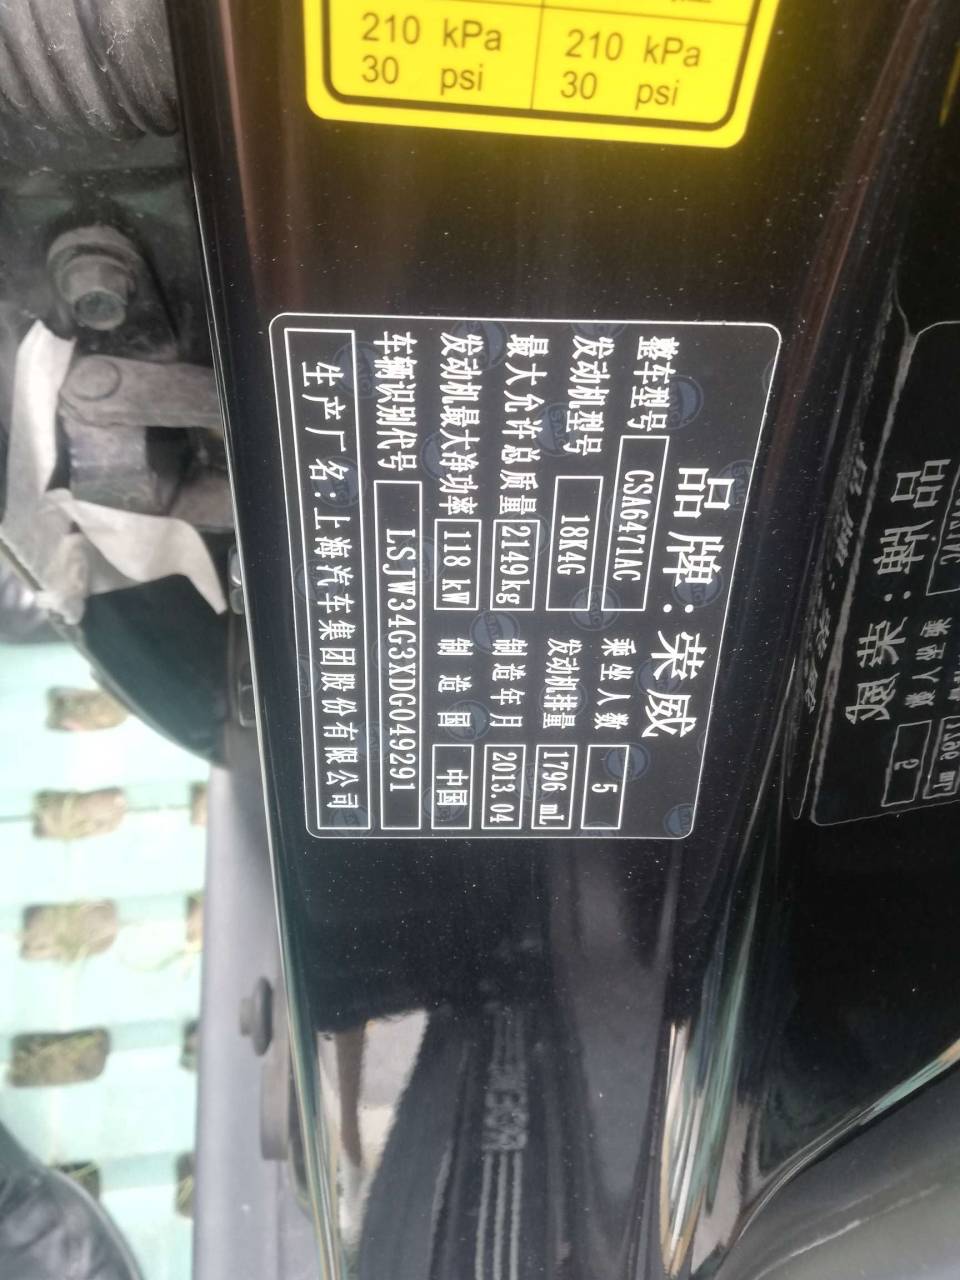 210 kPa 210 kPa
30 psi 30 psi
品牌:荣威
整车型号 CSA6471AC 乘坐人数 5
发动机型号 18K4G 发动机排量 1796 mL
最大允许总质量 2149kg 制造年月 2013.04
发动机最大净功率 118 kW 制造国 中国
车辆识别代号 LSJW34G3XDG049291
生产厂名:上海汽车集团股份有限公司